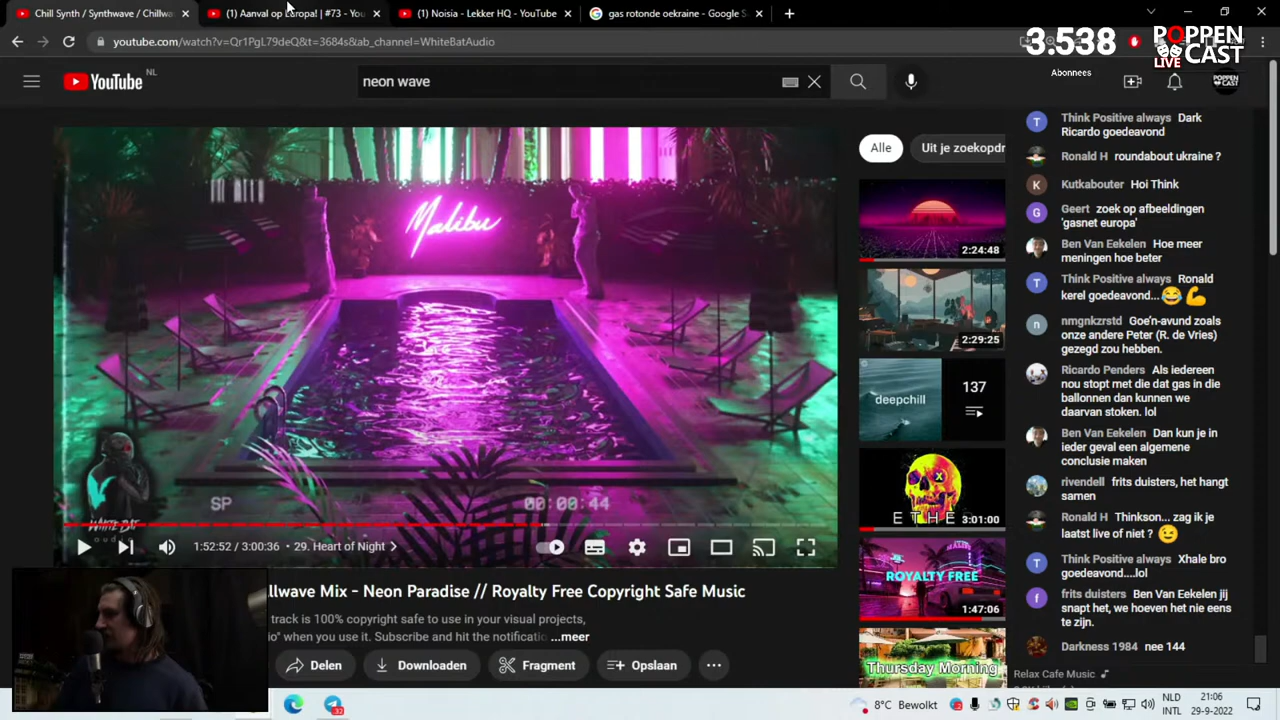 (1) Chill Synth / Synthwave / Chillwa
(1) Aanval op Europa! | #73 - You
(1) Noisia - Lekker HQ - YouTube
gas rotonde oekraine - Google S
youtube.com/watch?v=Qr1PgL79deQ&t=3684s&ab_channel=WhiteBatAudio
3.538
Abonnees
POPPEN
CAST
LIVE
YouTube
NL
neon wave
POPPEN
CAST
Malibu
SP
00:00:44
WHITE BAT
audio
1:52:52 / 3:00:36 • 29. Heart of Night
llwave Mix - Neon Paradise // Royalty Free Copyright Safe Music
track is 100% copyright safe to use in your visual projects,
o" when you use it. Subscribe and hit the notificatio ...meer
Delen
Downloaden
Fragment
Opslaan
Alle
Uit je zoekopdr
2:24:48
2:29:25
deepchill
137
ETHE
3:01:00
MALIBU
ROYALTY FREE
1:47:06
Thursday Morning
Think Positive always Dark
Ricardo goedeavond
Ronald H roundabout ukraine ?
Kutkabouter Hoi Think
Geert zoek op afbeeldingen
'gasnet europa'
Ben Van Eekelen Hoe meer
meningen hoe beter
Think Positive always Ronald
kerel goedeavond...😂💪
nmgnkzrstd Goe'n-avund zoals
onze andere Peter (R. de Vries)
gezegd zou hebben.
Ricardo Penders Als iedereen
nou stopt met die dat gas in die
ballonnen dan kunnen we
daarvan stoken. lol
Ben Van Eekelen Dan kun je in
ieder geval een algemene
conclusie maken
rivendell frits duisters, het hangt
samen
Ronald H Thinkson... zag ik je
laatst live of niet ? 😉
Think Positive always Xhale bro
goedeavond....lol
frits duisters Ben Van Eekelen jij
snapt het, we hoeven het nie eens
te zijn.
Darkness 1984 nee 144
Relax Cafe Music
32
8°C Bewolkt
NLD
INTL
21:06
29-9-2022